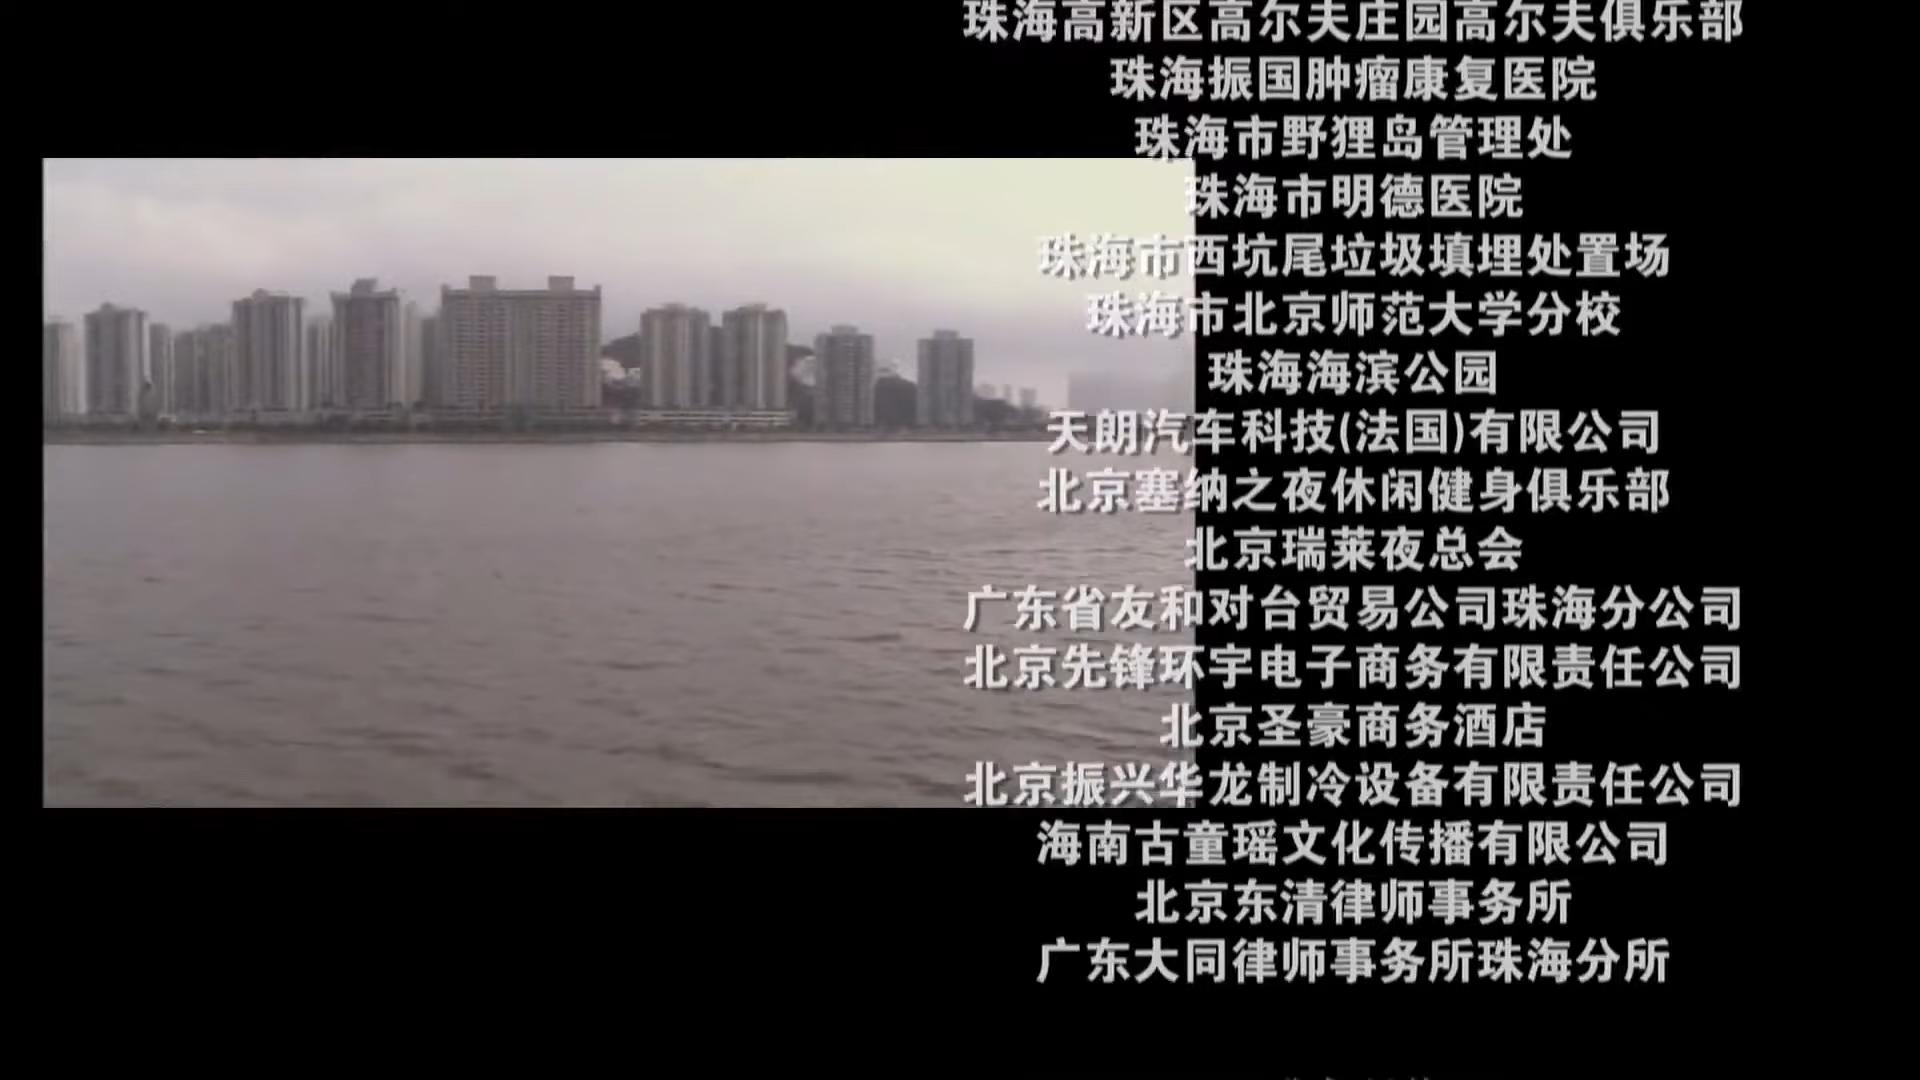 珠海高新区高尔夫庄园高尔夫俱乐部
珠海振国肿瘤康复医院
珠海市野狸岛管理处
珠海市明德医院
珠海市西坑尾垃圾填埋处置场
珠海市北京师范大学分校
珠海海滨公园
天朗汽车科技(法国)有限公司
北京塞纳之夜休闲健身俱乐部
北京瑞莱夜总会
广东省友和对台贸易公司珠海分公司
北京先锋环宇电子商务有限责任公司
北京圣豪商务酒店
北京振兴华龙制冷设备有限责任公司
海南古童瑶文化传播有限公司
北京东清律师事务所
广东大同律师事务所珠海分所